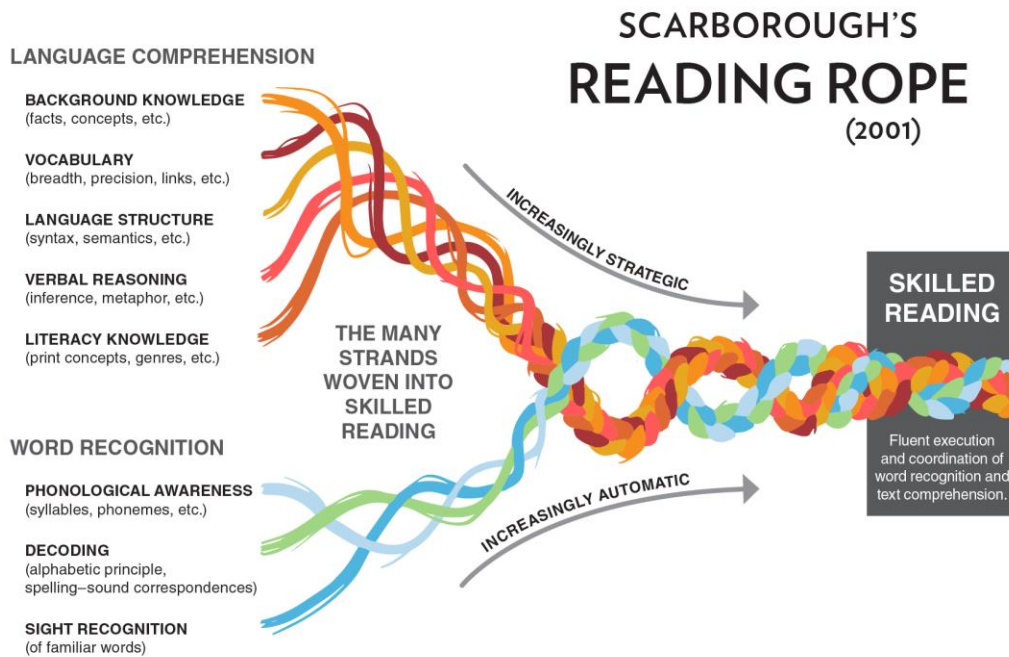 SCARBOROUGH'S
READING ROPE
(2001)
LANGUAGE COMPREHENSION
BACKGROUND KNOWLEDGE
(facts, concepts, etc.)
VOCABULARY
(breadth, precision, links, etc.)
LANGUAGE STRUCTURE
(syntax, semantics, etc.)
VERBAL REASONING
(inference, metaphor, etc.)
LITERACY KNOWLEDGE
(print concepts, genres, etc.)
THE MANY
STRANDS
WOVEN INTO
SKILLED
READING
WORD RECOGNITION
PHONOLOGICAL AWARENESS
(syllables, phonemes, etc.)
DECODING
(alphabetic principle,
spelling–sound correspondences)
SIGHT RECOGNITION
(of familiar words)
INCREASINGLY STRATEGIC
INCREASINGLY AUTOMATIC
SKILLED
READING
Fluent execution
and coordination of
word recognition and
text comprehension.